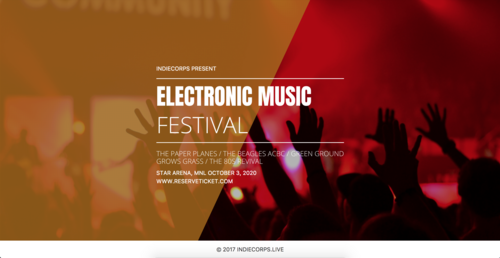 COMMUNITY
INDIECORPS PRESENT
ELECTRONIC MUSIC
FESTIVAL
THE PAPER PLANES / THE BEAGLES ACBC / GREEN GROUND
GROWS GRASS / THE 80S REVIVAL
STAR ARENA, MNL OCTOBER 3, 2020
WWW.RESERVETICKET.COM
© 2017 INDIECORPS.LIVE